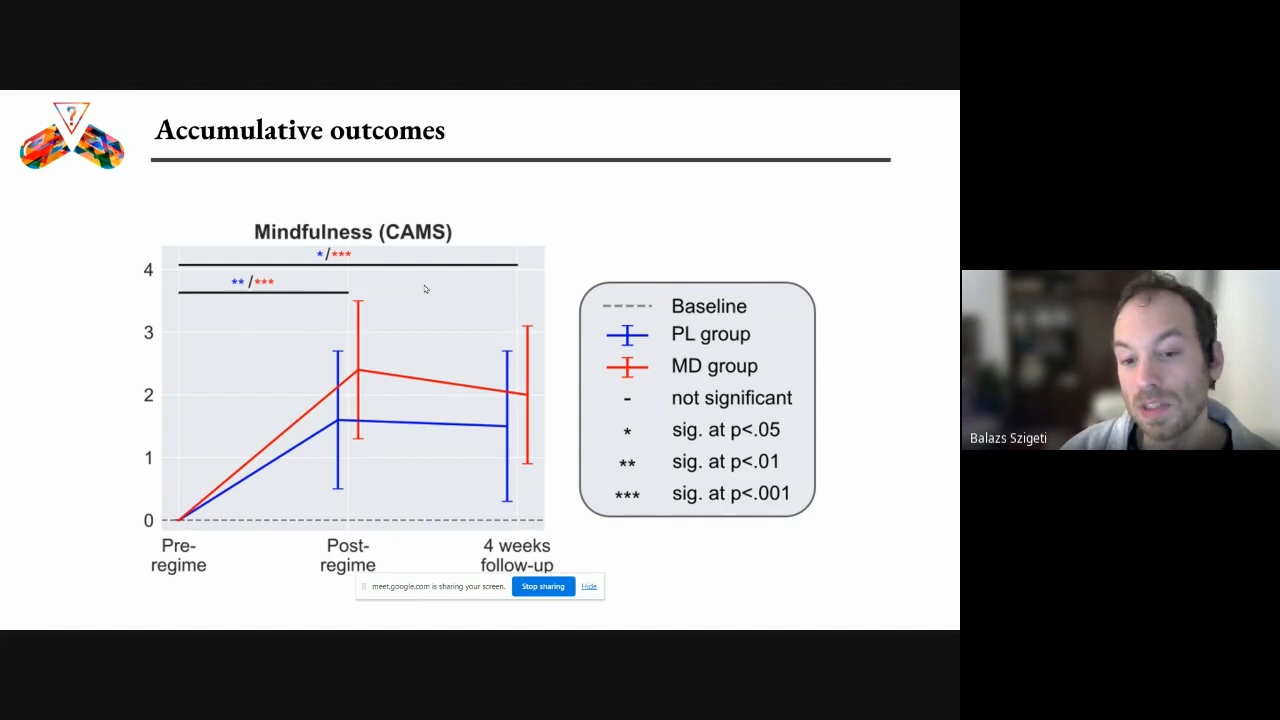 ?
Accumulative outcomes
Mindfulness (CAMS)
*/***
**/***
4
3
2
1
0
Pre-
regime
Post-
regime
4 weeks
follow-up
Baseline
PL group
MD group
- not significant
* sig. at p<.05
** sig. at p<.01
*** sig. at p<.001
meet.google.com is sharing your screen. Stop sharing Hide
Balazs Szigeti